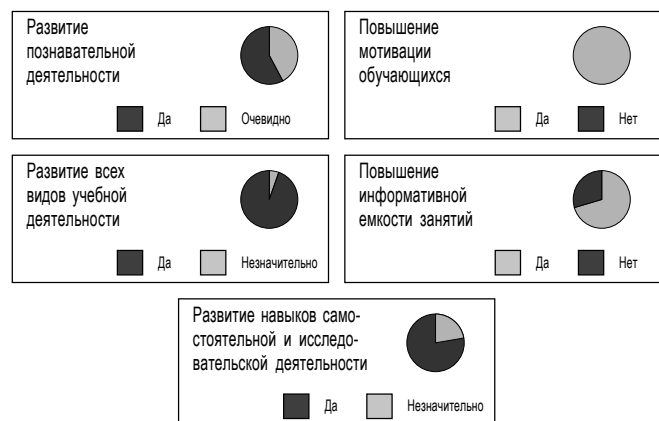 Развитие
познавательной
деятельности
Да Очевидно
Повышение
мотивации
обучающихся
Да Нет
Развитие всех
видов учебной
деятельности
Да Незначительно
Повышение
информативной
емкости занятий
Да Нет
Развитие навыков само-
стоятельной и исследо-
вательской деятельности
Да Незначительно